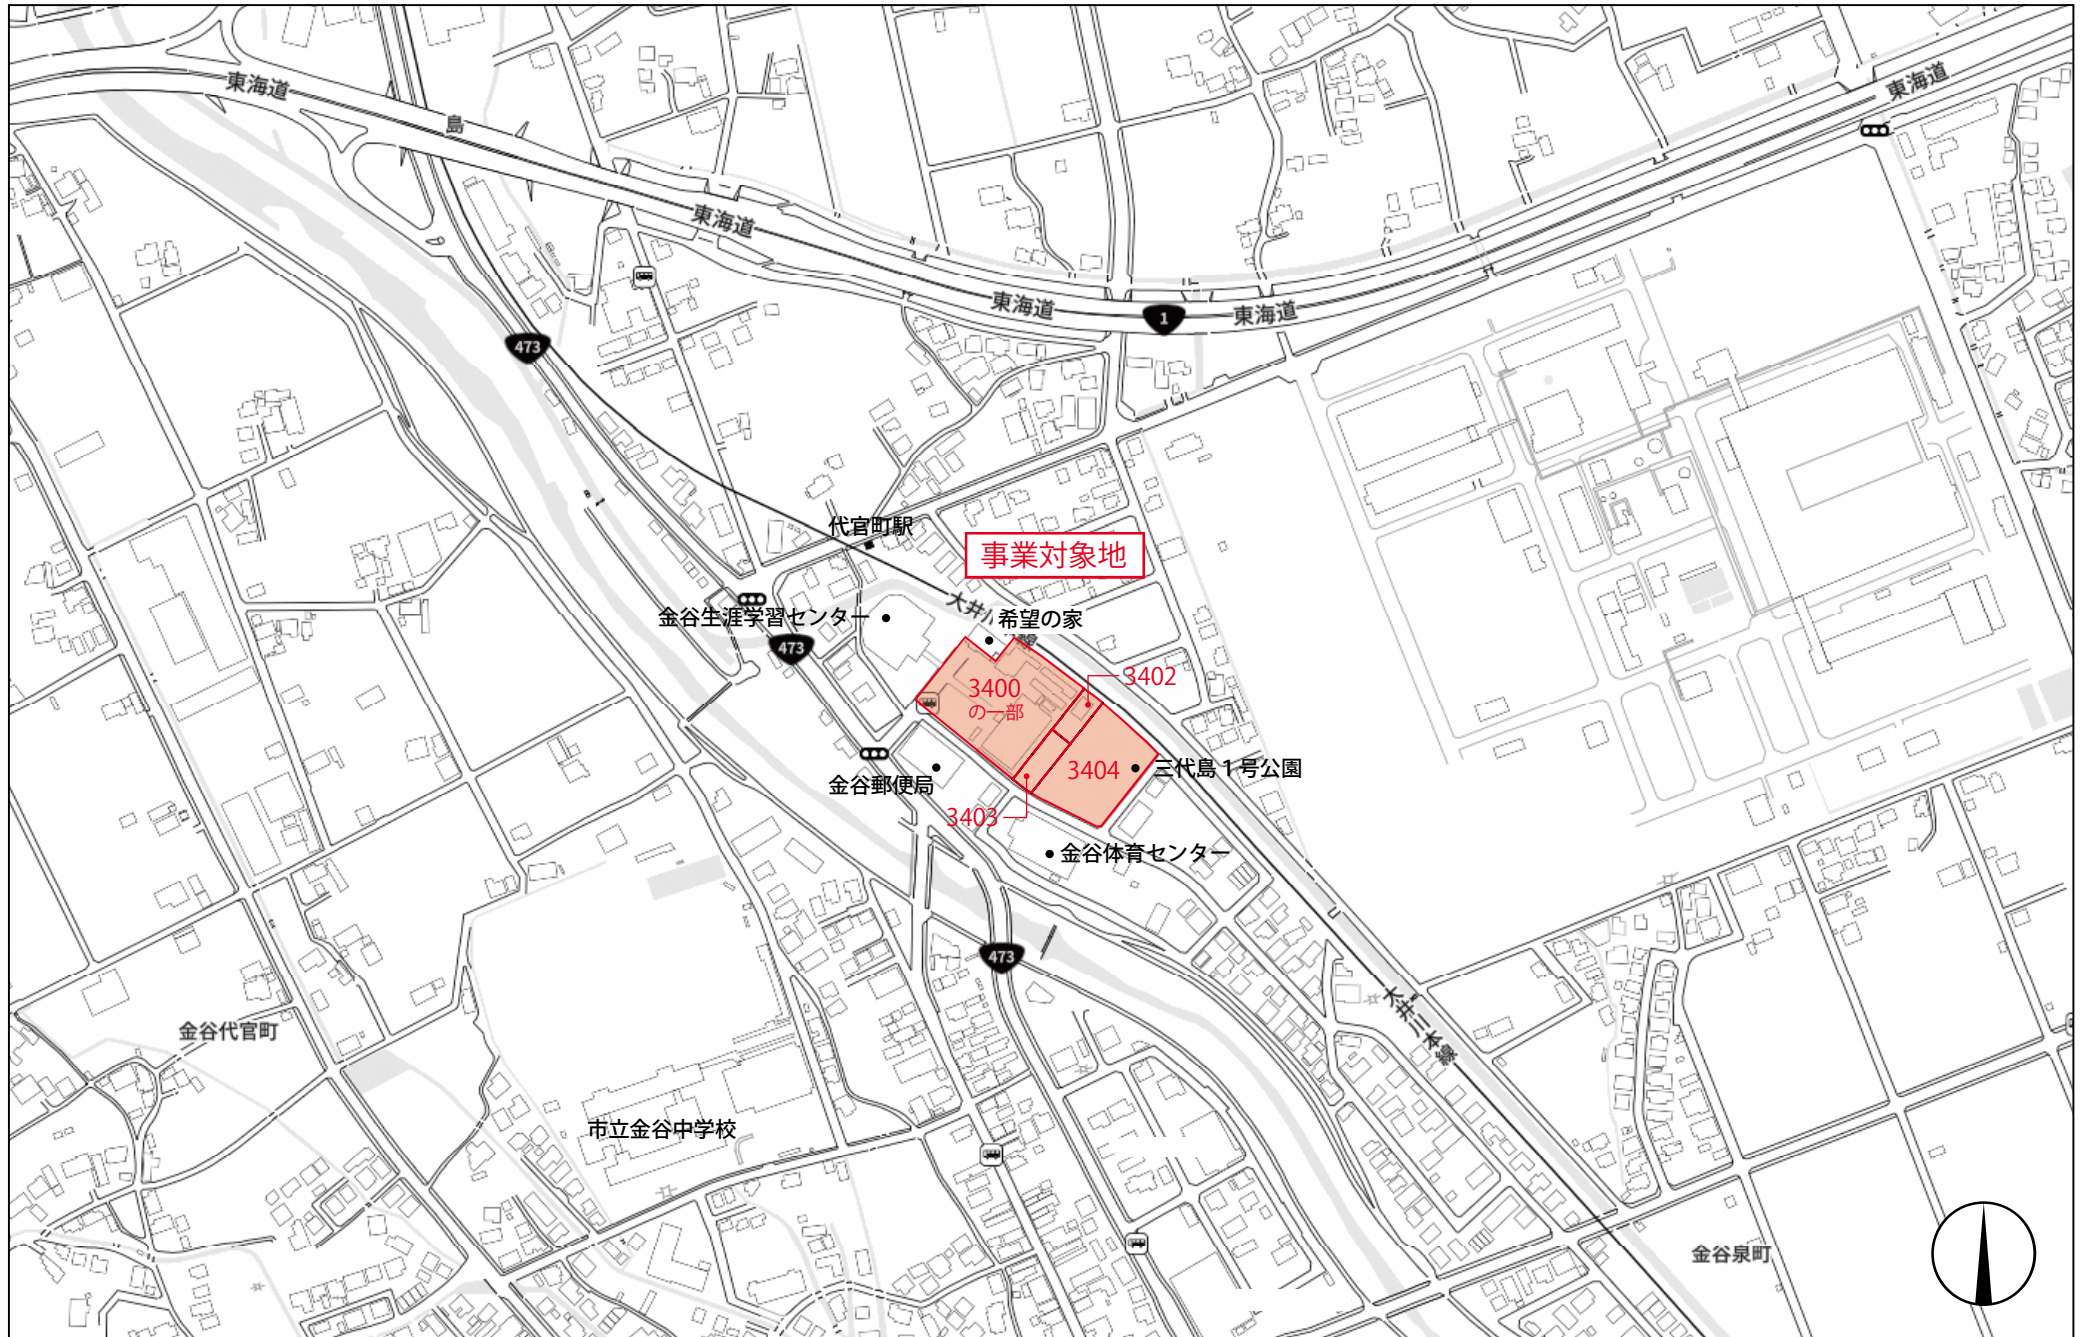 東海道
東海道
島
東海道
東海道
1
東海道
473
代官町駅
事業対象地
金谷生涯学習センター
大井川
希望の家
473
3400
の一部
3402
3404
三代島1号公園
金谷郵便局
3403
金谷体育センター
473
大井川本線
金谷代官町
市立金谷中学校
金谷泉町